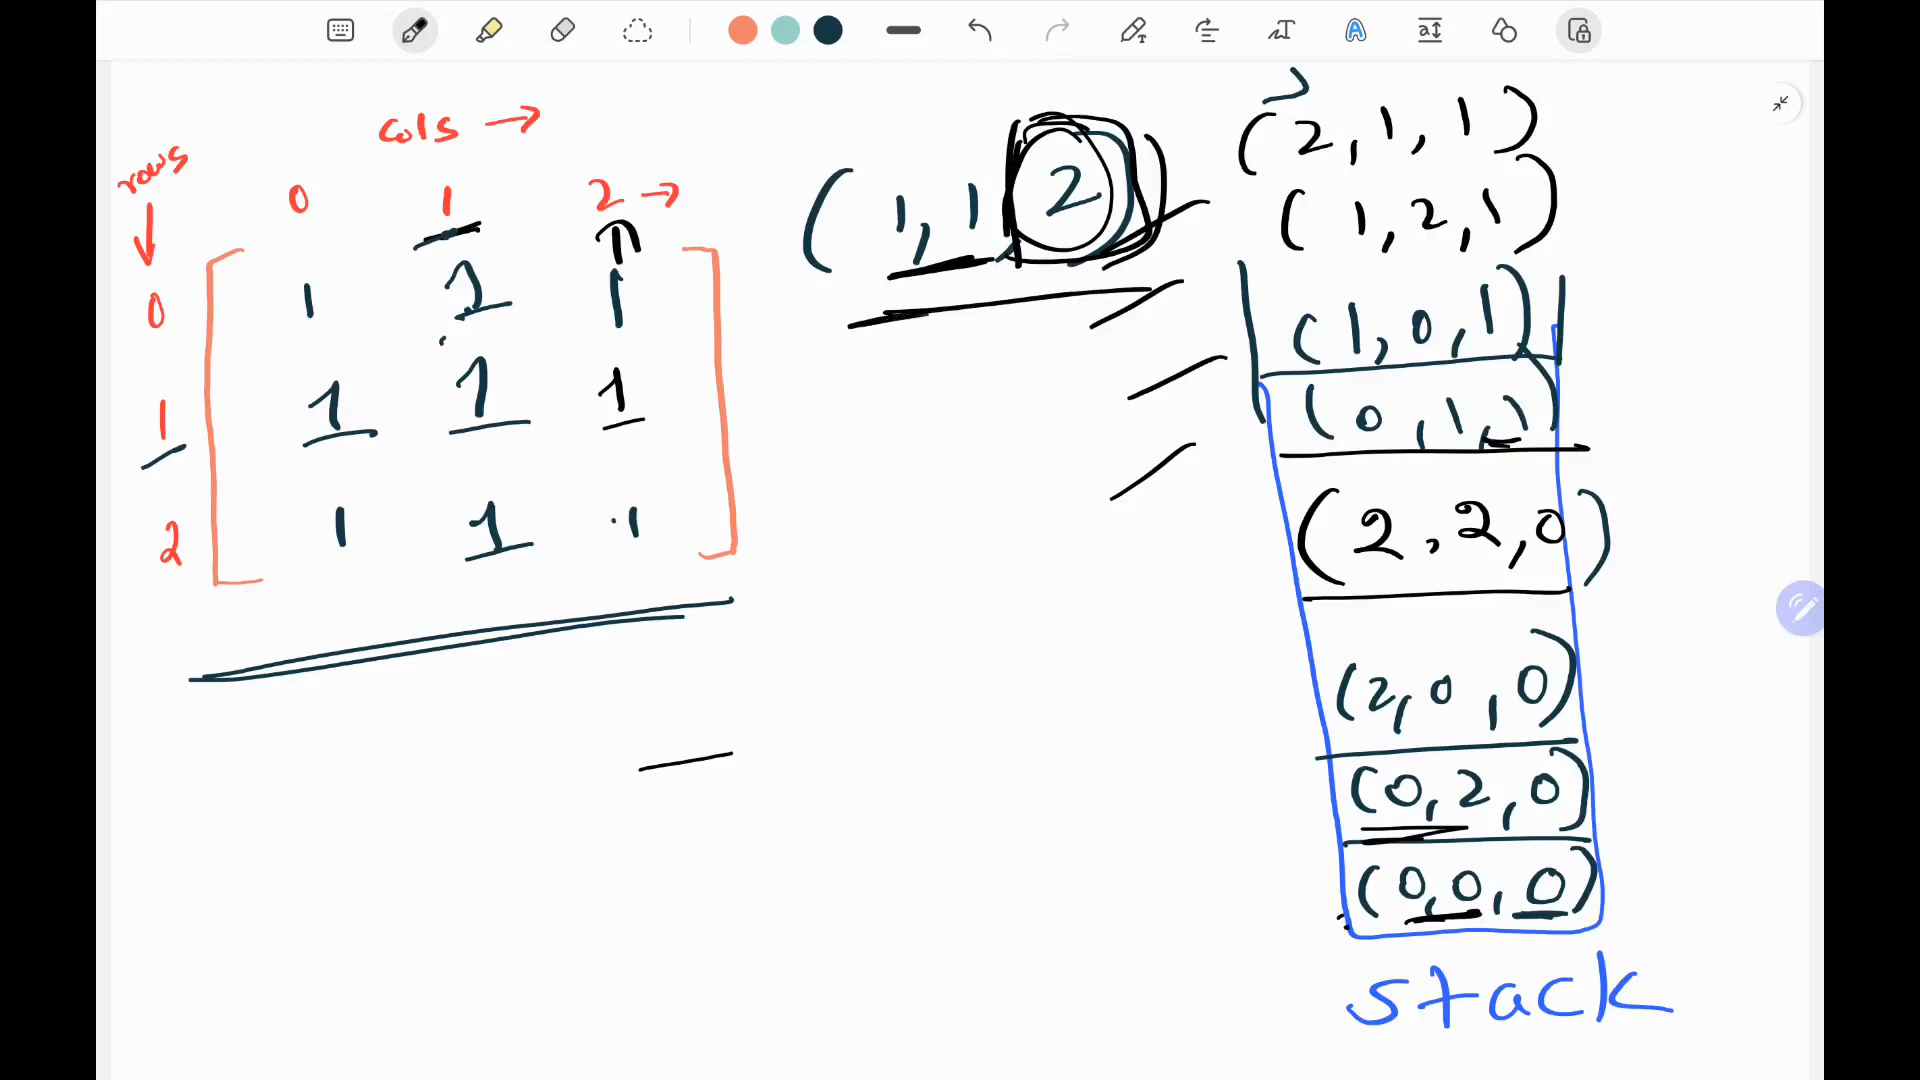 cols →
rows
0 1 2 →
0 1 1 1
1 1 1 1
2 1 1 1
(1,1,2)
(2,1,1)
(1,2,1)
(1,0,1)
(0,1,1)
(2,2,0)
(2,0,0)
(0,2,0)
(0,0,0)
stack